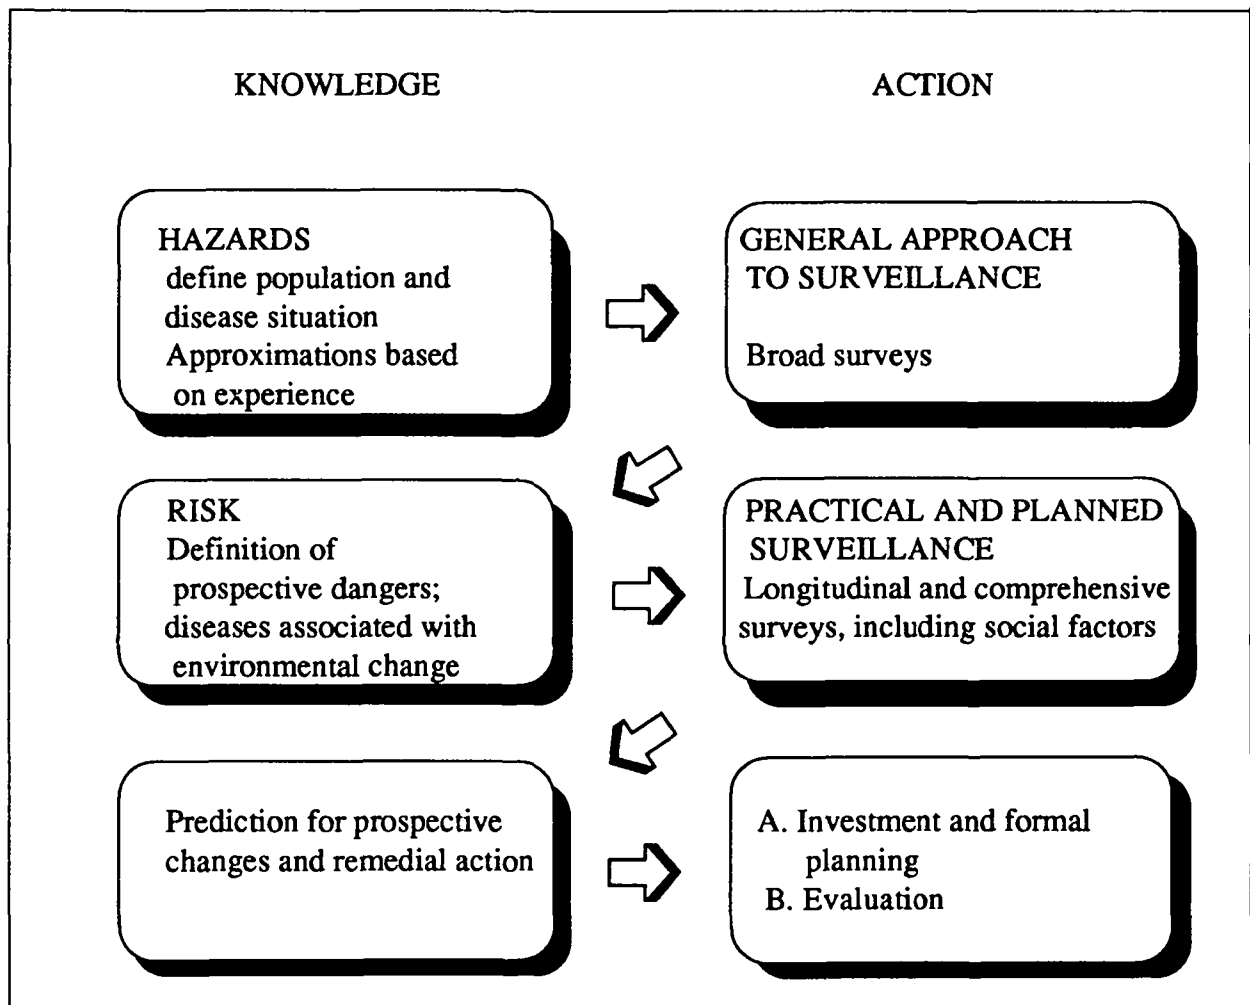 KNOWLEDGE
ACTION
HAZARDS
define population and
disease situation
Approximations based
on experience
GENERAL APPROACH
TO SURVEILLANCE
Broad surveys
RISK
Definition of
prospective dangers;
diseases associated with
environmental change
PRACTICAL AND PLANNED
SURVEILLANCE
Longitudinal and comprehensive
surveys, including social factors
Prediction for prospective
changes and remedial action
A. Investment and formal
planning
B. Evaluation